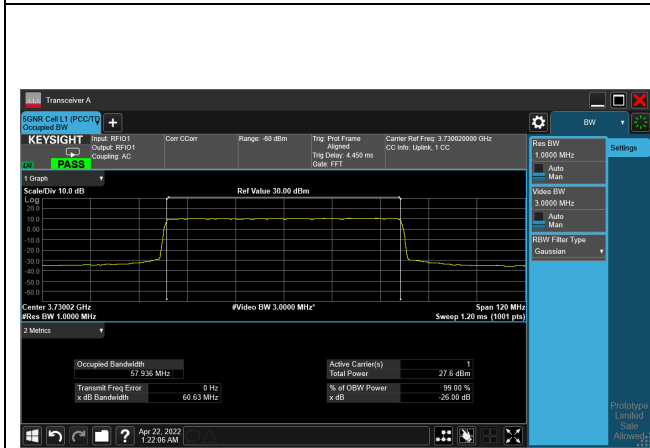 Transceiver A
5GNR Cell L1 (PCC/TD
Occupied BW
+
BW
KEYSIGHT
LXI
PASS
Input: RFIO1
Output: RFIO1
Coupling: AC
Corr CCorr
Range: -60 dBm
Trig: Prot Frame
Aligned
Trig Delay: 4.450 ms
Gate: FFT
Carrier Ref Freq: 3.730020000 GHz
CC Info: Uplink, 1 CC
Res BW
1.0000 MHz
Auto
Man
Video BW
3.0000 MHz
Auto
Man
RBW Filter Type
Gaussian
Settings
1 Graph
Scale/Div 10.0 dB
Ref Value 30.00 dBm
Log
20.0
10.0
0.00
-10.0
-20.0
-30.0
-40.0
-50.0
-60.0
Center 3.73002 GHz
#Video BW 3.0000 MHz*
Span 120 MHz
#Res BW 1.0000 MHz
Sweep 1.20 ms (1001 pts)
2 Metrics
Occupied Bandwidth
57.936 MHz
Active Carrier(s) 1
Total Power 27.6 dBm
Transmit Freq Error 0 Hz
x dB Bandwidth 60.63 MHz
% of OBW Power 99.00 %
x dB -26.00 dB
Prototype
Limited
Sale
Allowed
?
Apr 22, 2022
1:22:06 AM